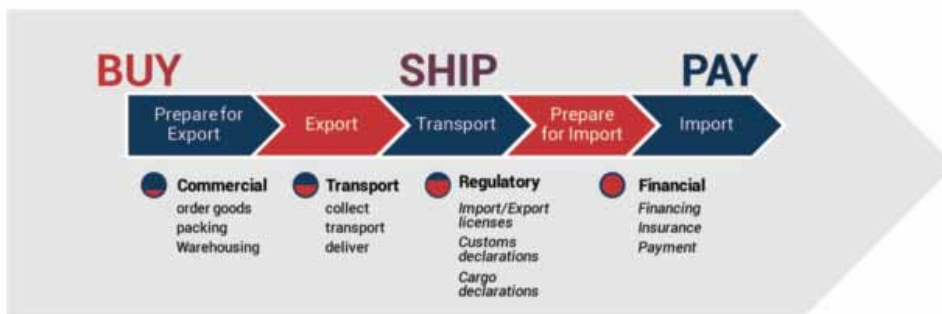 BUY SHIP PAY
Prepare for
Export
Export
Transport
Prepare
for Import
Import
Commercial
order goods
packing
Warehousing
Transport
collect
transport
deliver
Regulatory
Import/Export
licenses
Customs
declarations
Cargo
declarations
Financial
Financing
Insurance
Payment